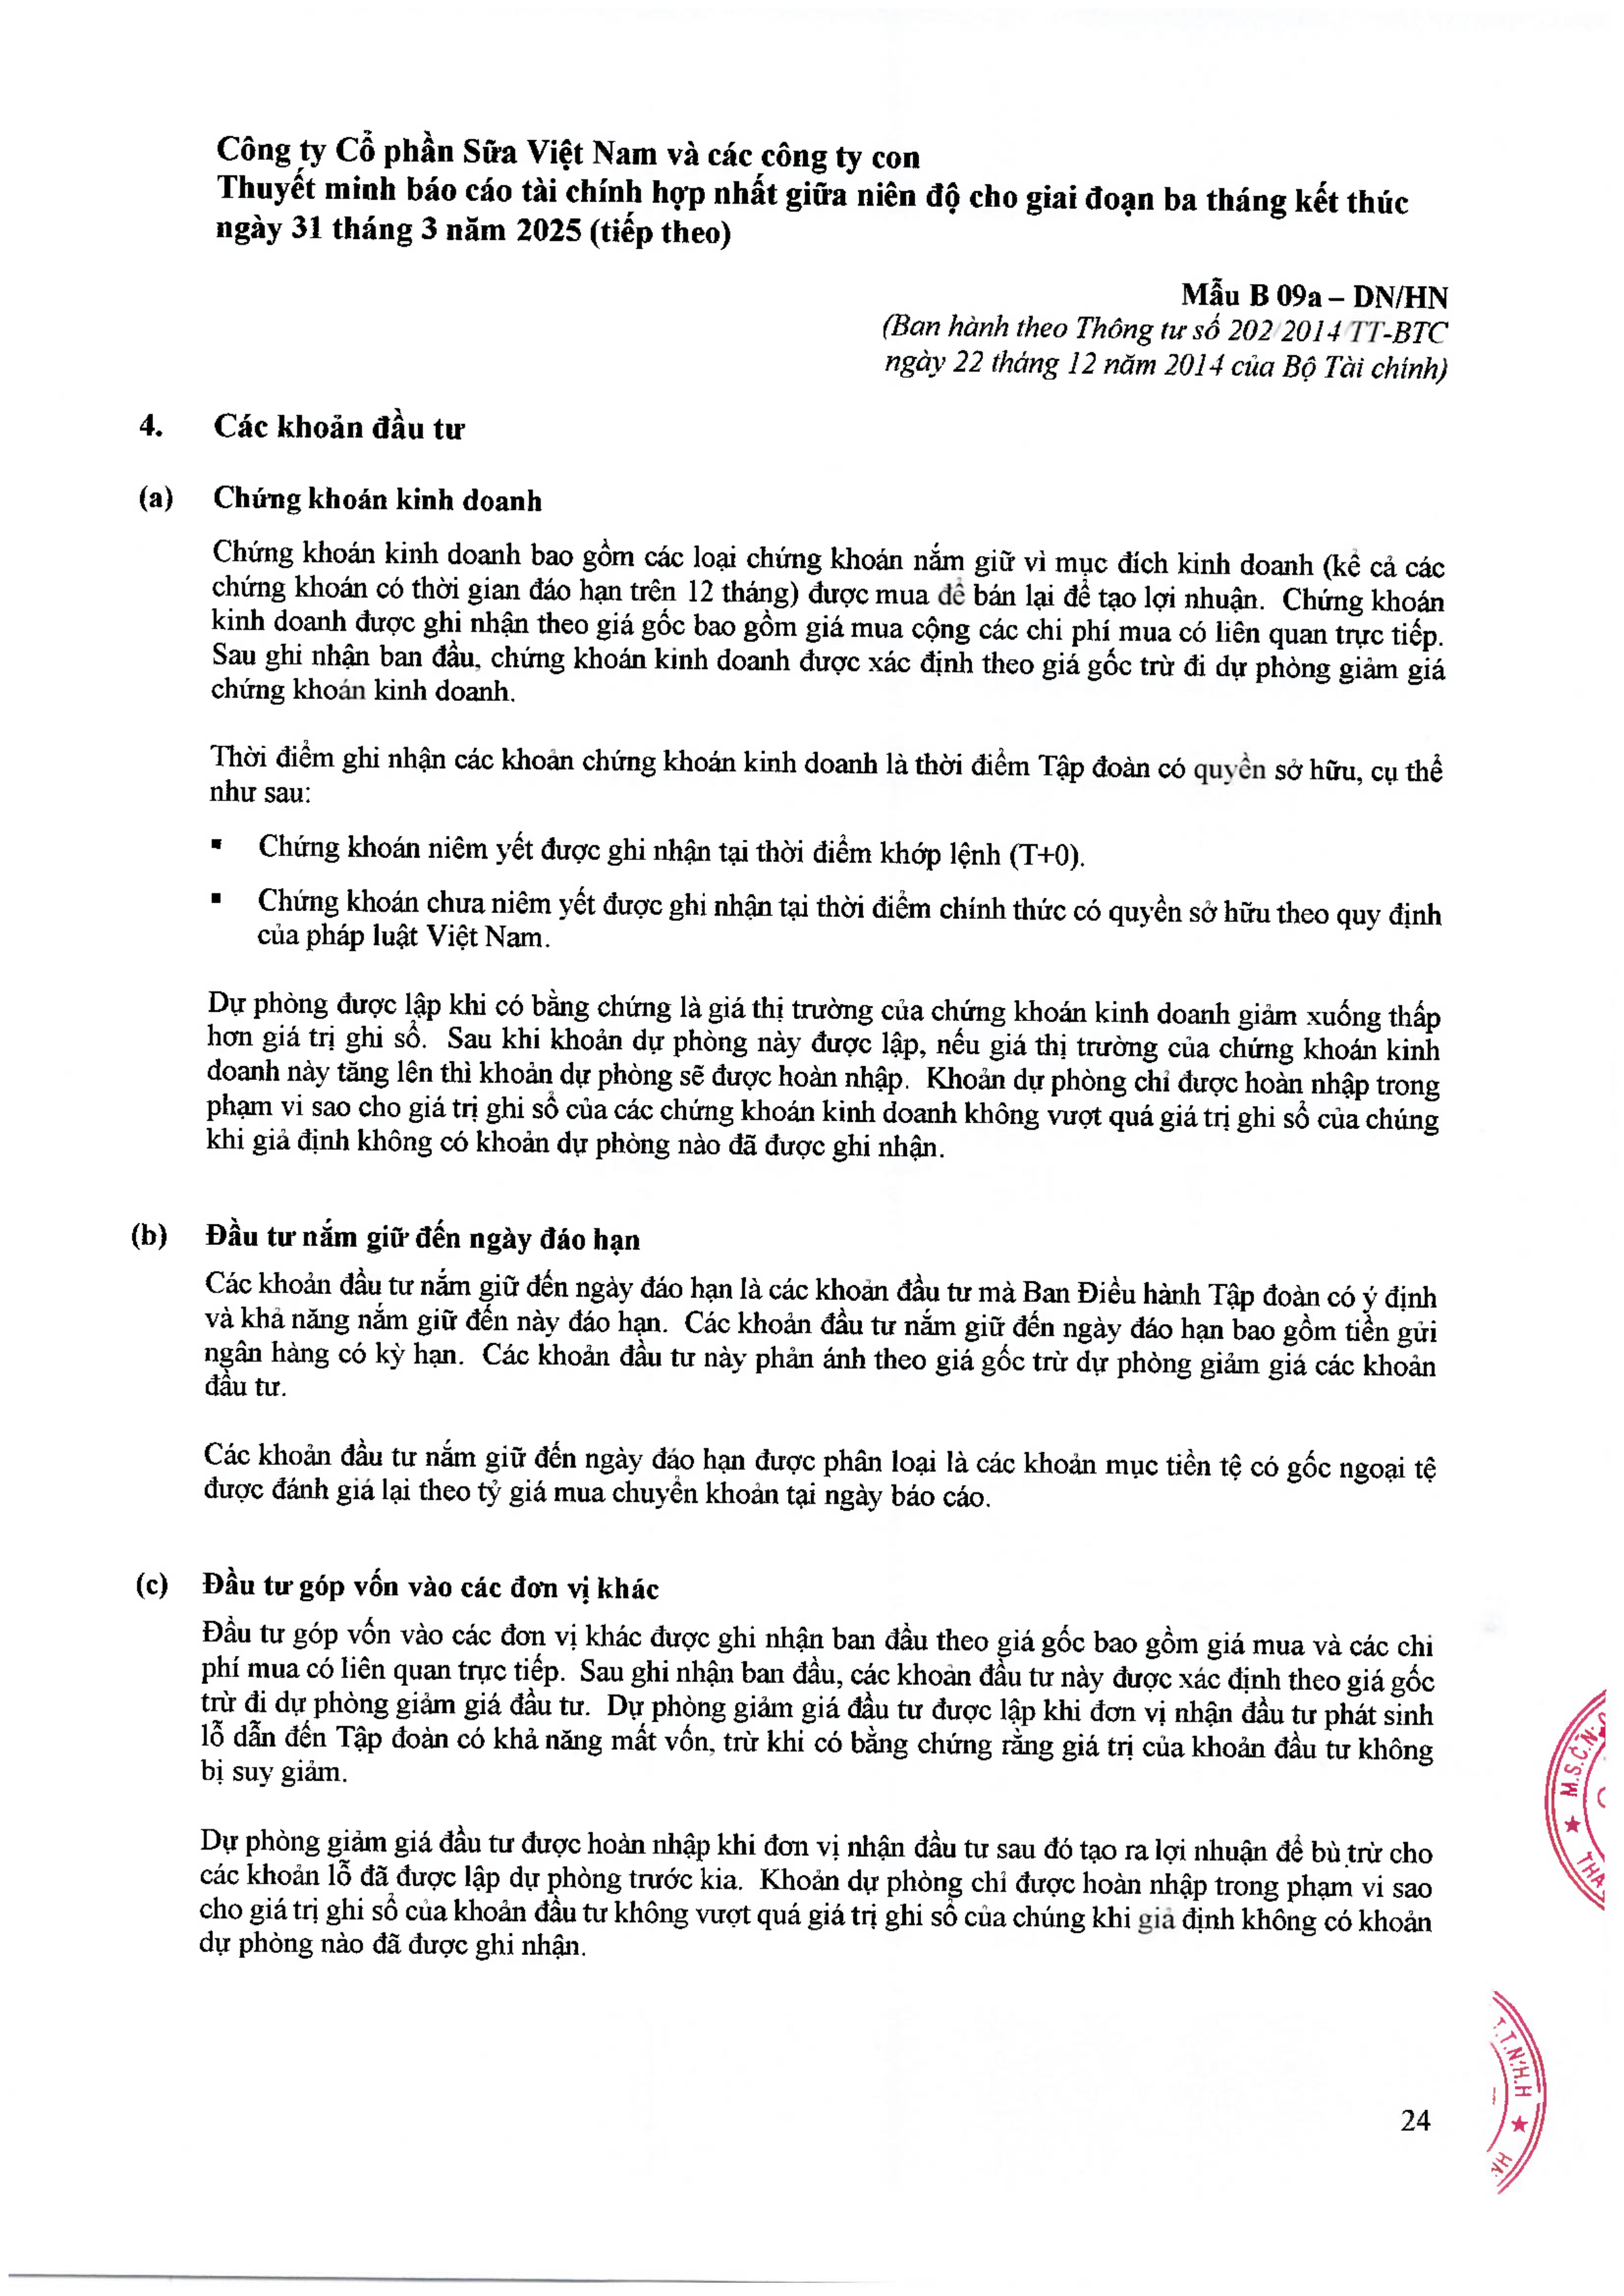 Công ty Cổ phần Sữa Việt Nam và các công ty con
Thuyết minh báo cáo tài chính hợp nhất giữa niên độ cho giai đoạn ba tháng kết thúc
ngày 31 tháng 3 năm 2025 (tiếp theo)
Mẫu B 09a – DN/HN
(Ban hành theo Thông tư số 202/2014/TT-BTC
ngày 22 tháng 12 năm 2014 của Bộ Tài chính)
4. Các khoản đầu tư
(a) Chứng khoán kinh doanh
Chứng khoán kinh doanh bao gồm các loại chứng khoán nắm giữ vì mục đích kinh doanh (kể cả các
chứng khoán có thời gian đáo hạn trên 12 tháng) được mua để bán lại để tạo lợi nhuận. Chứng khoán
kinh doanh được ghi nhận theo giá gốc bao gồm giá mua cộng các chi phí mua có liên quan trực tiếp.
Sau ghi nhận ban đầu, chứng khoán kinh doanh được xác định theo giá gốc trừ đi dự phòng giảm giá
chứng khoán kinh doanh.
Thời điểm ghi nhận các khoản chứng khoán kinh doanh là thời điểm Tập đoàn có quyền sở hữu, cụ thể
như sau:
▪ Chứng khoán niêm yết được ghi nhận tại thời điểm khớp lệnh (T+0).
▪ Chứng khoán chưa niêm yết được ghi nhận tại thời điểm chính thức có quyền sở hữu theo quy định
của pháp luật Việt Nam.
Dự phòng được lập khi có bằng chứng là giá thị trường của chứng khoán kinh doanh giảm xuống thấp
hơn giá trị ghi sổ. Sau khi khoản dự phòng này được lập, nếu giá thị trường của chứng khoán kinh
doanh này tăng lên thì khoản dự phòng sẽ được hoàn nhập. Khoản dự phòng chỉ được hoàn nhập trong
phạm vi sao cho giá trị ghi sổ của các chứng khoán kinh doanh không vượt quá giá trị ghi sổ của chúng
khi giả định không có khoản dự phòng nào đã được ghi nhận.
(b) Đầu tư nắm giữ đến ngày đáo hạn
Các khoản đầu tư nắm giữ đến ngày đáo hạn là các khoản đầu tư mà Ban Điều hành Tập đoàn có ý định
và khả năng nắm giữ đến này đáo hạn. Các khoản đầu tư nắm giữ đến ngày đáo hạn bao gồm tiền gửi
ngân hàng có kỳ hạn. Các khoản đầu tư này phản ánh theo giá gốc trừ dự phòng giảm giá các khoản
đầu tư.
Các khoản đầu tư nắm giữ đến ngày đáo hạn được phân loại là các khoản mục tiền tệ có gốc ngoại tệ
được đánh giá lại theo tỷ giá mua chuyển khoản tại ngày báo cáo.
(c) Đầu tư góp vốn vào các đơn vị khác
Đầu tư góp vốn vào các đơn vị khác được ghi nhận ban đầu theo giá gốc bao gồm giá mua và các chi
phí mua có liên quan trực tiếp. Sau ghi nhận ban đầu, các khoản đầu tư này được xác định theo giá gốc
trừ đi dự phòng giảm giá đầu tư. Dự phòng giảm giá đầu tư được lập khi đơn vị nhận đầu tư phát sinh
lỗ dẫn đến Tập đoàn có khả năng mất vốn, trừ khi có bằng chứng rằng giá trị của khoản đầu tư không
bị suy giảm.
Dự phòng giảm giá đầu tư được hoàn nhập khi đơn vị nhận đầu tư sau đó tạo ra lợi nhuận để bù trừ cho
các khoản lỗ đã được lập dự phòng trước kia. Khoản dự phòng chỉ được hoàn nhập trong phạm vi sao
cho giá trị ghi sổ của khoản đầu tư không vượt quá giá trị ghi sổ của chúng khi giả định không có khoản
dự phòng nào đã được ghi nhận.
★ M.S.C.N:
T.T.N.H.H ★
24